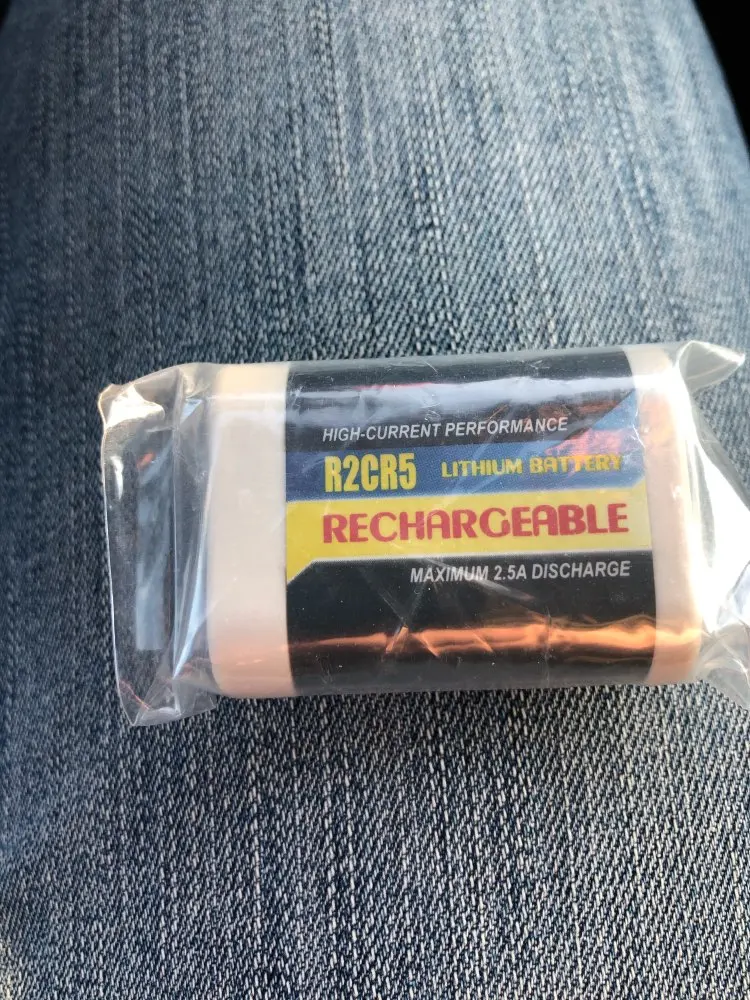 HIGH-CURRENT PERFORMANCE
R2CR5 LITHIUM BATTERY
RECHARGEABLE
MAXIMUM 2.5A DISCHARGE